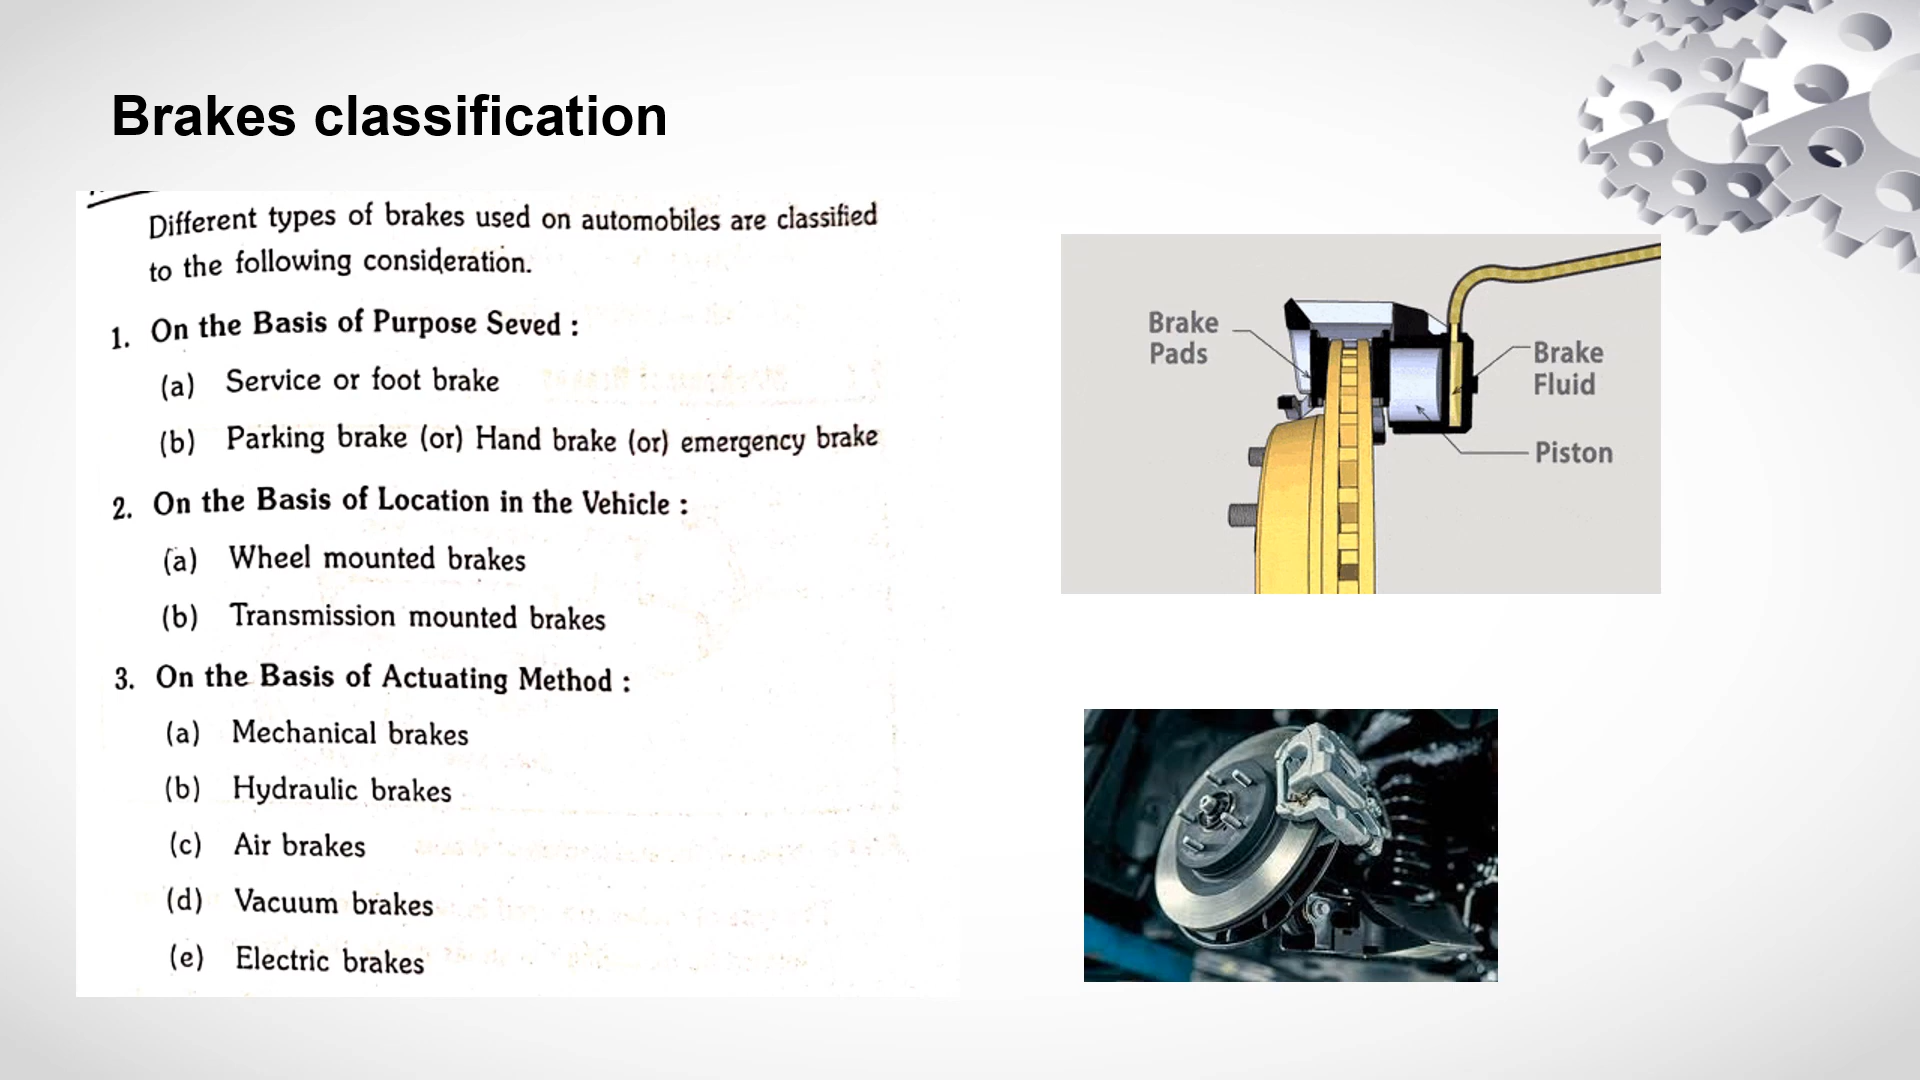 Brakes classification
Different types of brakes used on automobiles are classified
to the following consideration.
1. On the Basis of Purpose Seved :
(a) Service or foot brake
(b) Parking brake (or) Hand brake (or) emergency brake
2. On the Basis of Location in the Vehicle :
(a) Wheel mounted brakes
(b) Transmission mounted brakes
3. On the Basis of Actuating Method :
(a) Mechanical brakes
(b) Hydraulic brakes
(c) Air brakes
(d) Vacuum brakes
(e) Electric brakes
Brake
Pads
Brake
Fluid
Piston